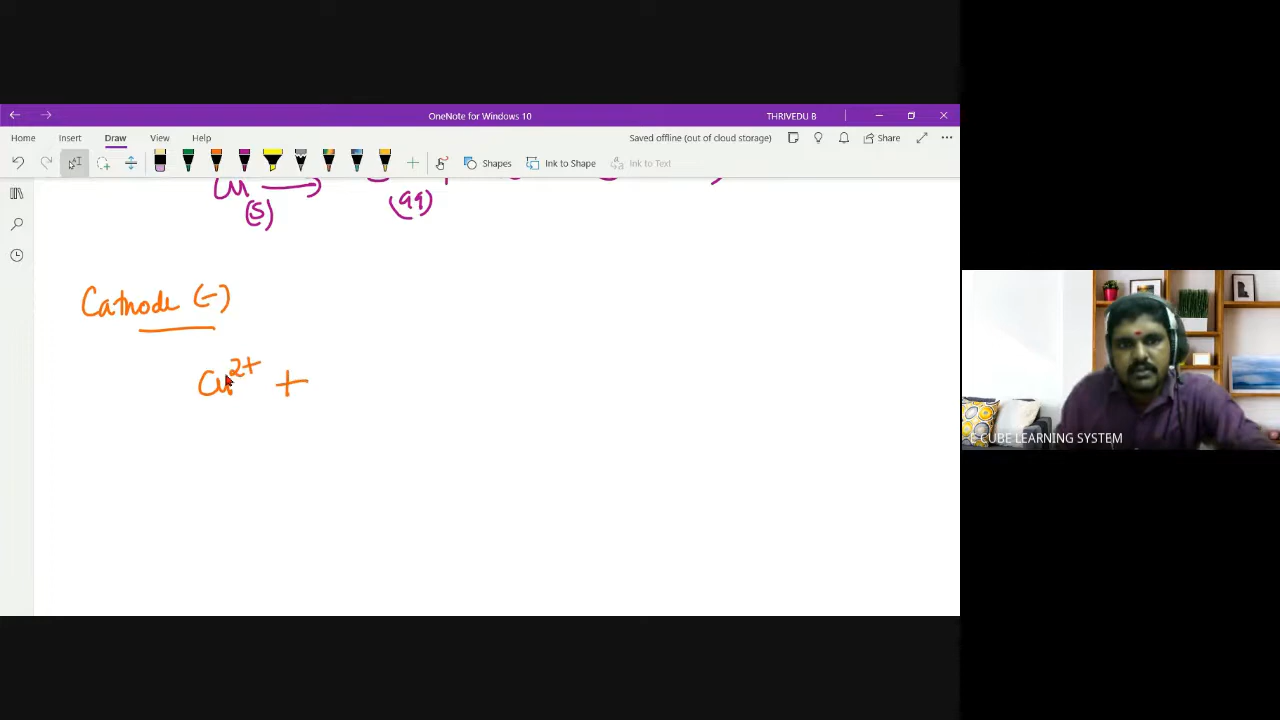 OneNote for Windows 10
THRIVEDU B
Home Insert Draw View Help
Saved offline (out of cloud storage)
Share
Shapes
Ink to Shape
Ink to Text
Cu ⟶
(s) (aq)
Cathode (-)
Cu²⁺ +
C CUBE LEARNING SYSTEM